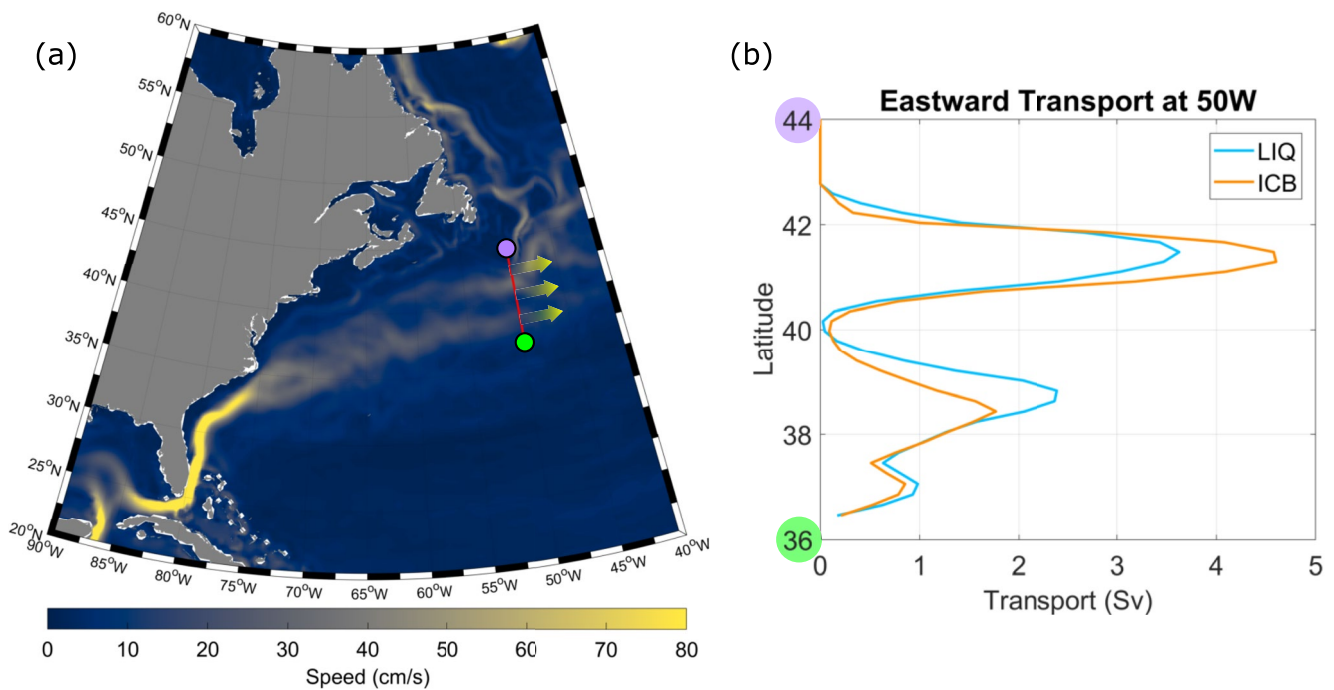 (a)
60°N
55°N
50°N
45°N
40°N
35°N
30°N
25°N
20°N
90°W
85°W
80°W
75°W
70°W
65°W
60°W
55°W
50°W
45°W
40°W
0 10 20 30 40 50 60 70 80
Speed (cm/s)
(b)
Eastward Transport at 50W
LIQ
ICB
44
42
40
38
36
Latitude
0 1 2 3 4 5
Transport (Sv)